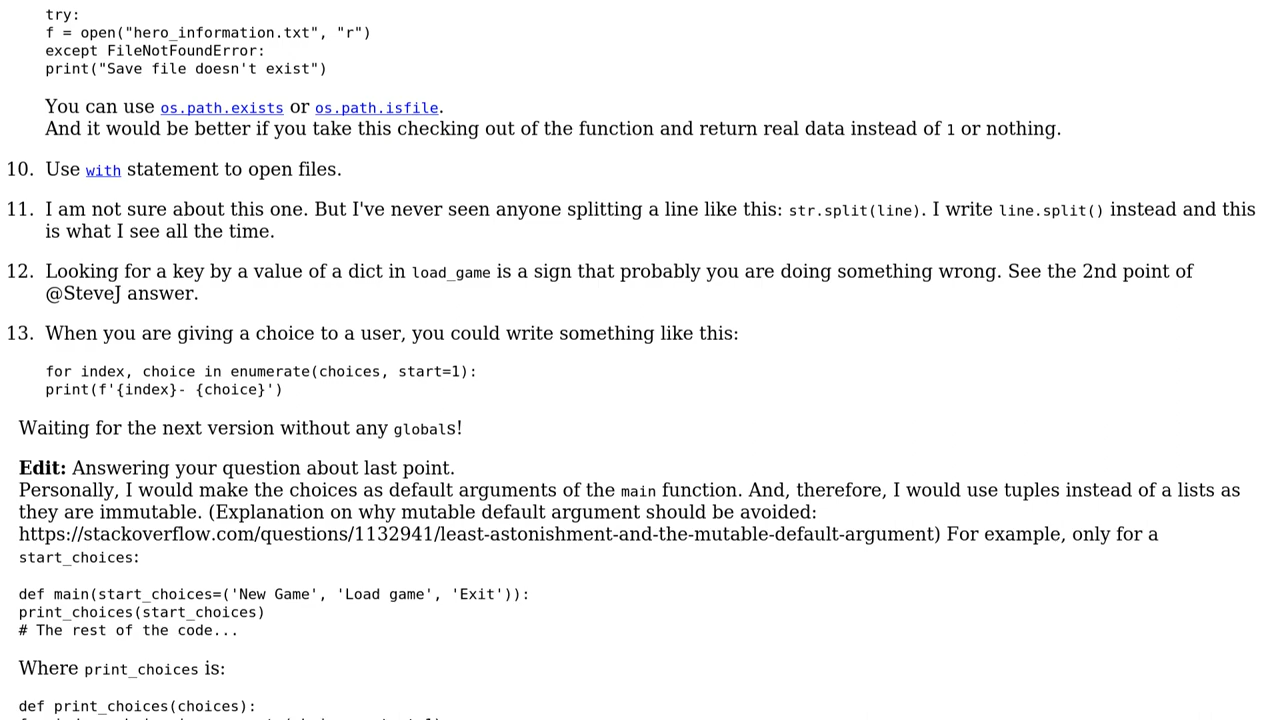 try:
f = open("hero_information.txt", "r")
except FileNotFoundError:
print("Save file doesn't exist")
You can use os.path.exists or os.path.isfile.
And it would be better if you take this checking out of the function and return real data instead of 1 or nothing.
10. Use with statement to open files.
11. I am not sure about this one. But I've never seen anyone splitting a line like this: str.split(line). I write line.split() instead and this
is what I see all the time.
12. Looking for a key by a value of a dict in load_game is a sign that probably you are doing something wrong. See the 2nd point of
@SteveJ answer.
13. When you are giving a choice to a user, you could write something like this:
for index, choice in enumerate(choices, start=1):
print(f'{index}- {choice}')
Waiting for the next version without any globals!
Edit: Answering your question about last point.
Personally, I would make the choices as default arguments of the main function. And, therefore, I would use tuples instead of a lists as
they are immutable. (Explanation on why mutable default argument should be avoided:
https://stackoverflow.com/questions/1132941/least-astonishment-and-the-mutable-default-argument) For example, only for a
start_choices:
def main(start_choices=('New Game', 'Load game', 'Exit')):
print_choices(start_choices)
# The rest of the code...
Where print_choices is:
def print_choices(choices):